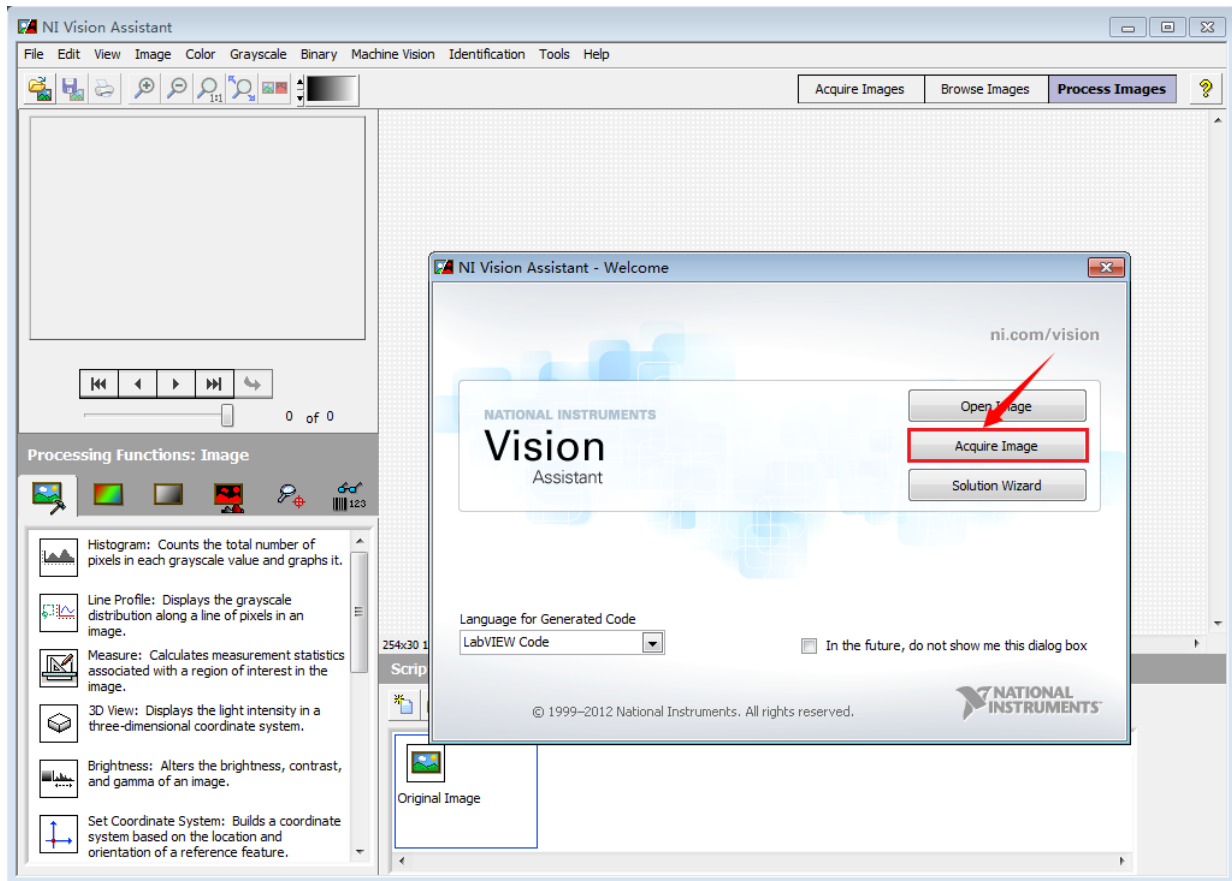 NI Vision Assistant
File Edit View Image Color Grayscale Binary Machine Vision Identification Tools Help
1:1
Acquire Images Browse Images Process Images
NI Vision Assistant - Welcome
ni.com/vision
0 of 0
NATIONAL INSTRUMENTS
Vision
Assistant
Open Image
Acquire Image
Solution Wizard
Processing Functions: Image
123
Histogram: Counts the total number of
pixels in each grayscale value and graphs it.
Line Profile: Displays the grayscale
distribution along a line of pixels in an
image.
Measure: Calculates measurement statistics
associated with a region of interest in the
image.
3D View: Displays the light intensity in a
three-dimensional coordinate system.
Brightness: Alters the brightness, contrast,
and gamma of an image.
Set Coordinate System: Builds a coordinate
system based on the location and
orientation of a reference feature.
Language for Generated Code
LabVIEW Code
In the future, do not show me this dialog box
© 1999–2012 National Instruments. All rights reserved.
NATIONAL
INSTRUMENTS
254x30 1
Scrip
Original Image